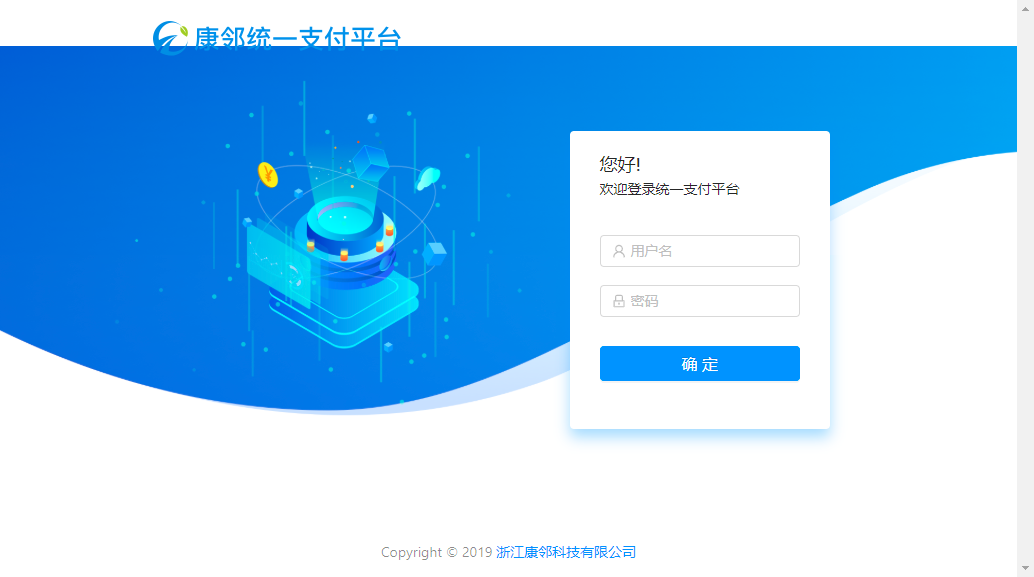 康邻统一支付平台
您好!
欢迎登录统一支付平台
用户名
密码
确 定
Copyright © 2019 浙江康邻科技有限公司